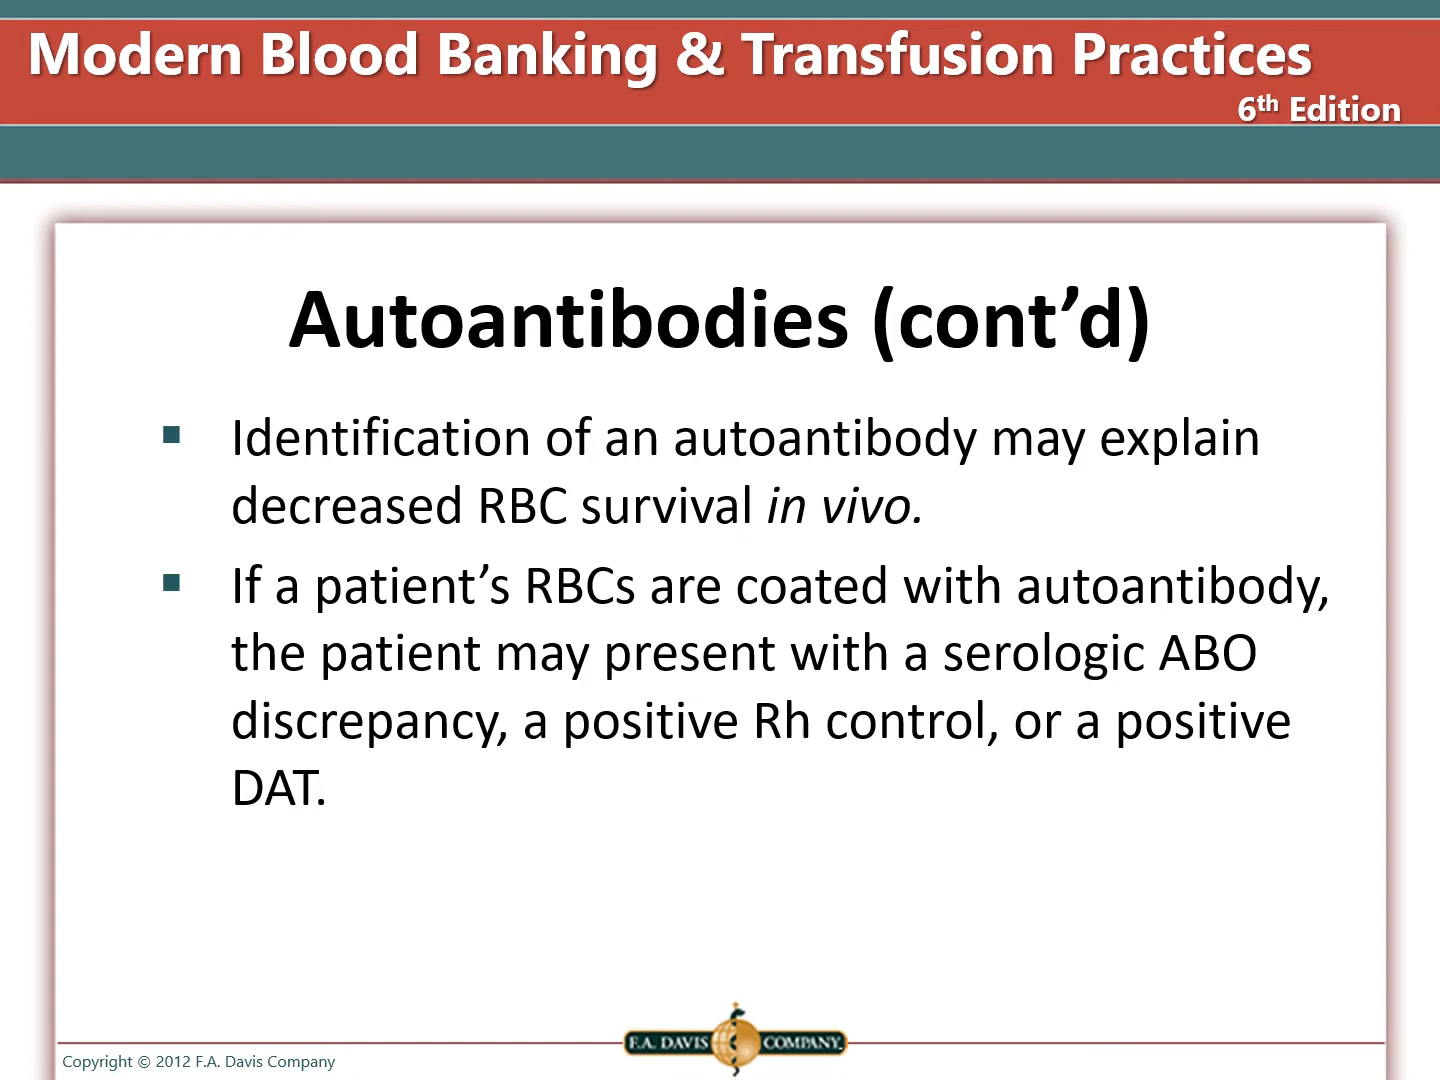 Modern Blood Banking & Transfusion Practices
6th Edition
Autoantibodies (cont’d)
▪ Identification of an autoantibody may explain
decreased RBC survival in vivo.
▪ If a patient’s RBCs are coated with autoantibody,
the patient may present with a serologic ABO
discrepancy, a positive Rh control, or a positive
DAT.
F.A. DAVIS COMPANY.
Copyright © 2012 F.A. Davis Company